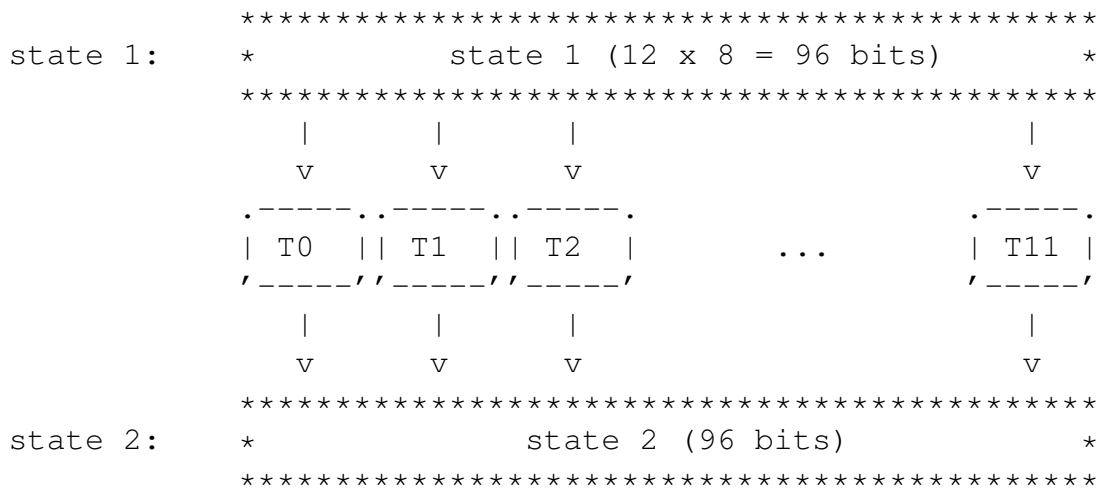 *********************************************
state 1: * state 1 (12 x 8 = 96 bits) *
*********************************************
| | | |
v v v v
.-----..-----..-----. .-----.
| T0 || T1 || T2 | ... | T11 |
'-----''-----''-----' '-----'
| | | |
v v v v
*********************************************
state 2: * state 2 (96 bits) *
*********************************************